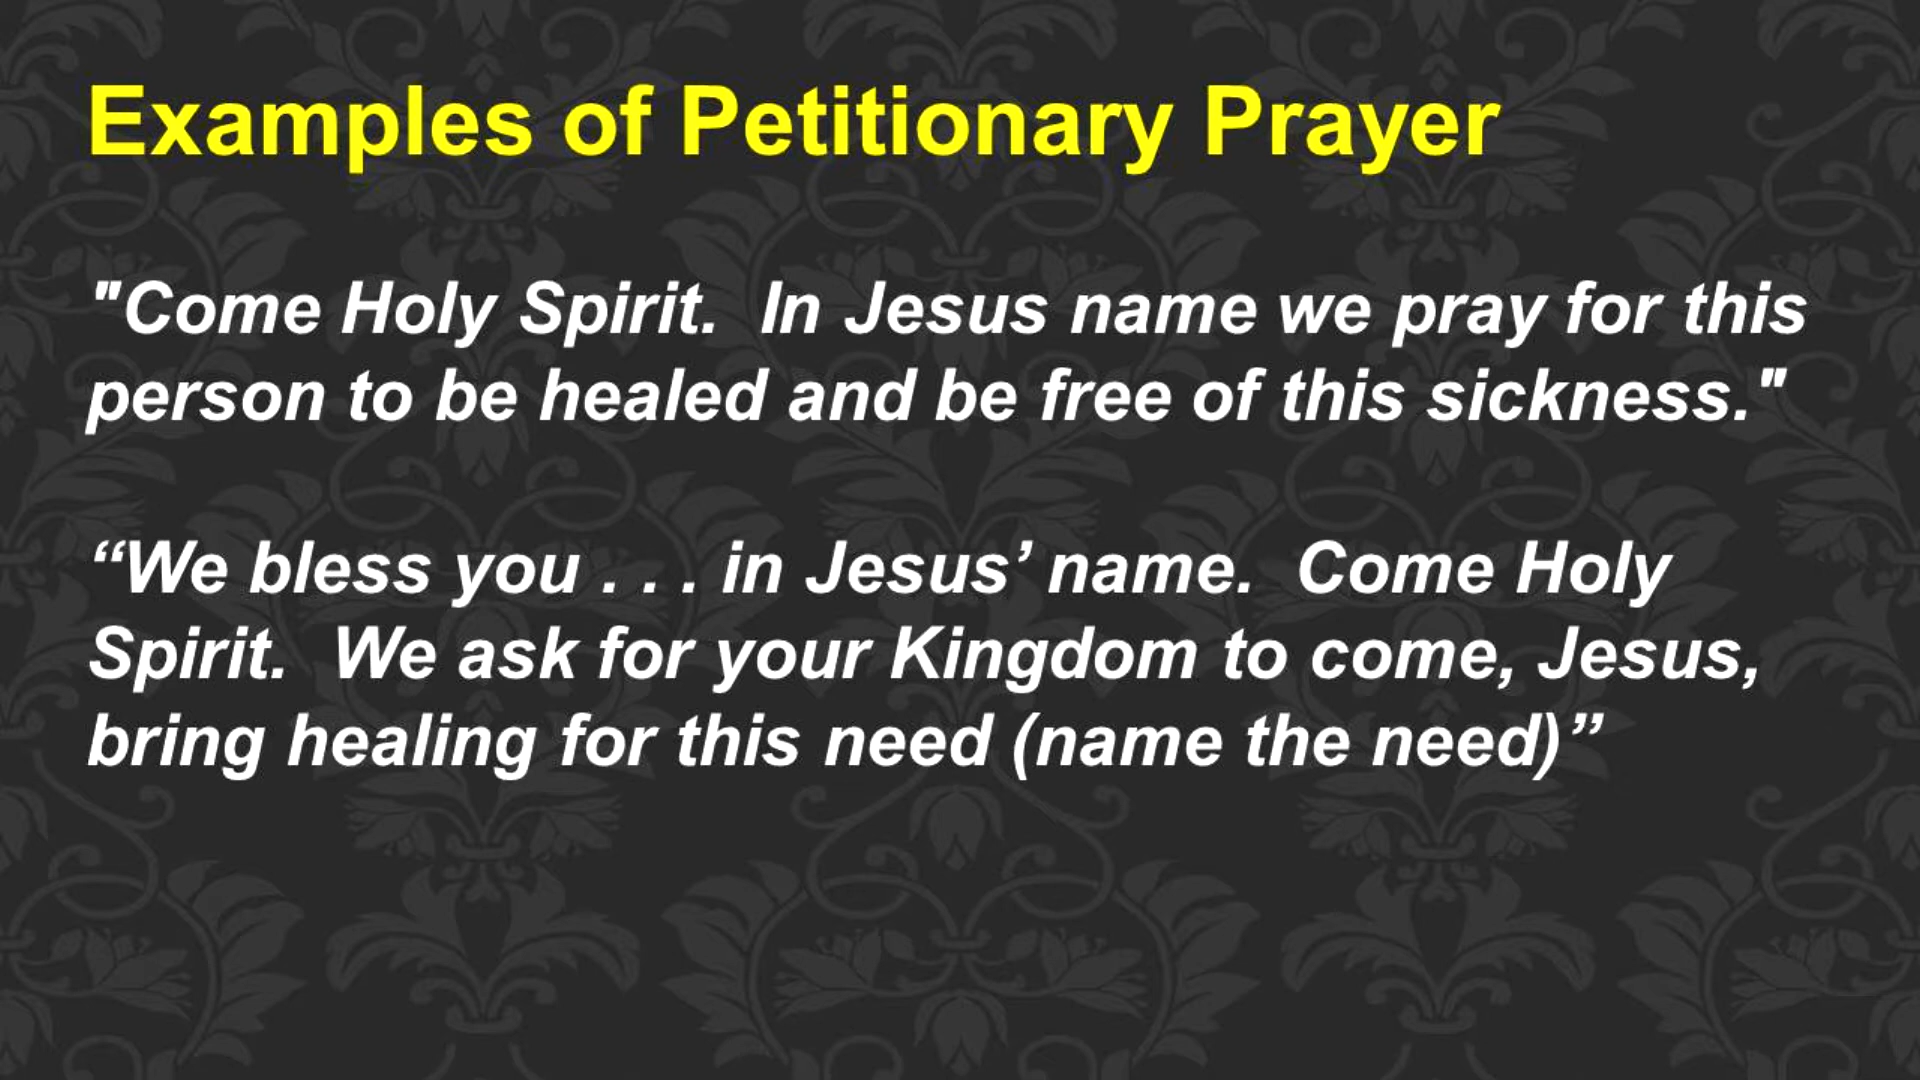 Examples of Petitionary Prayer
"Come Holy Spirit.  In Jesus name we pray for this
person to be healed and be free of this sickness."
“We bless you . . . in Jesus’ name.  Come Holy
Spirit.  We ask for your Kingdom to come, Jesus,
bring healing for this need (name the need)”